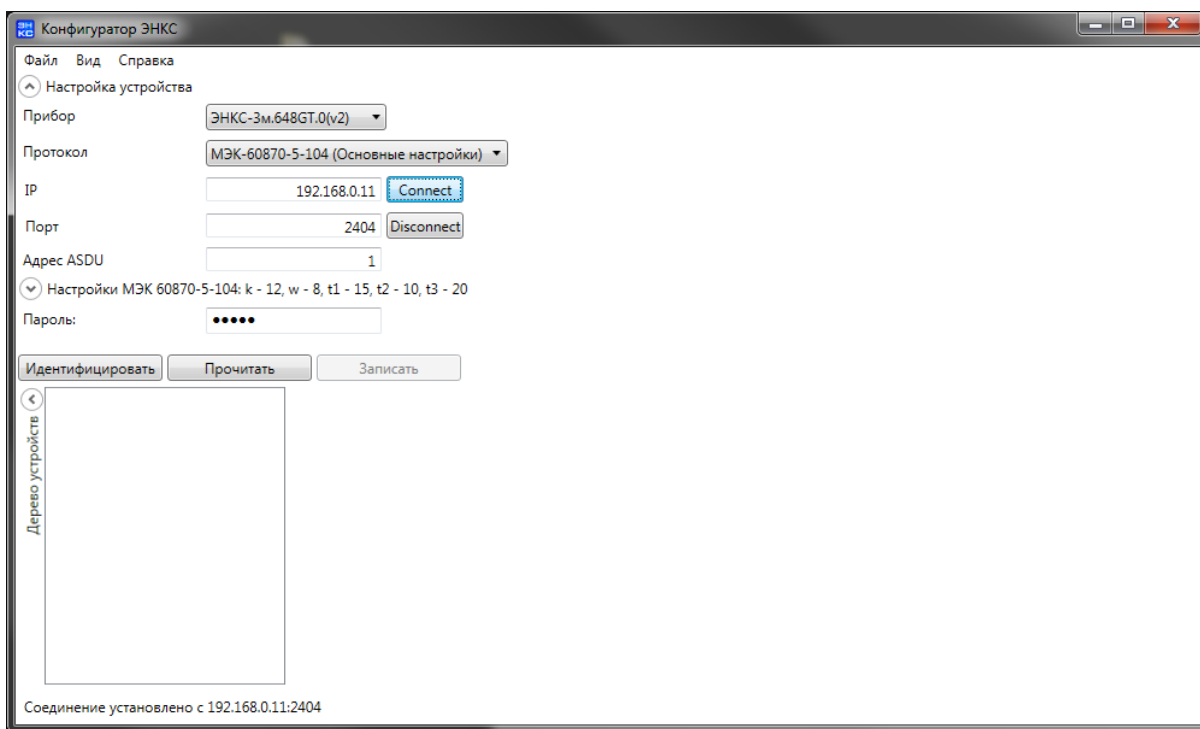 ЭН
КС Конфигуратор ЭНКС
Файл Вид Справка
Настройка устройства
Прибор ЭНКС-3м.648GT.0(v2)
Протокол МЭК-60870-5-104 (Основные настройки)
IP 192.168.0.11 Connect
Порт 2404 Disconnect
Адрес ASDU 1
Настройки МЭК 60870-5-104: k - 12, w - 8, t1 - 15, t2 - 10, t3 - 20
Пароль: •••••
Идентифицировать Прочитать Записать
Дерево устройств
Соединение установлено с 192.168.0.11:2404